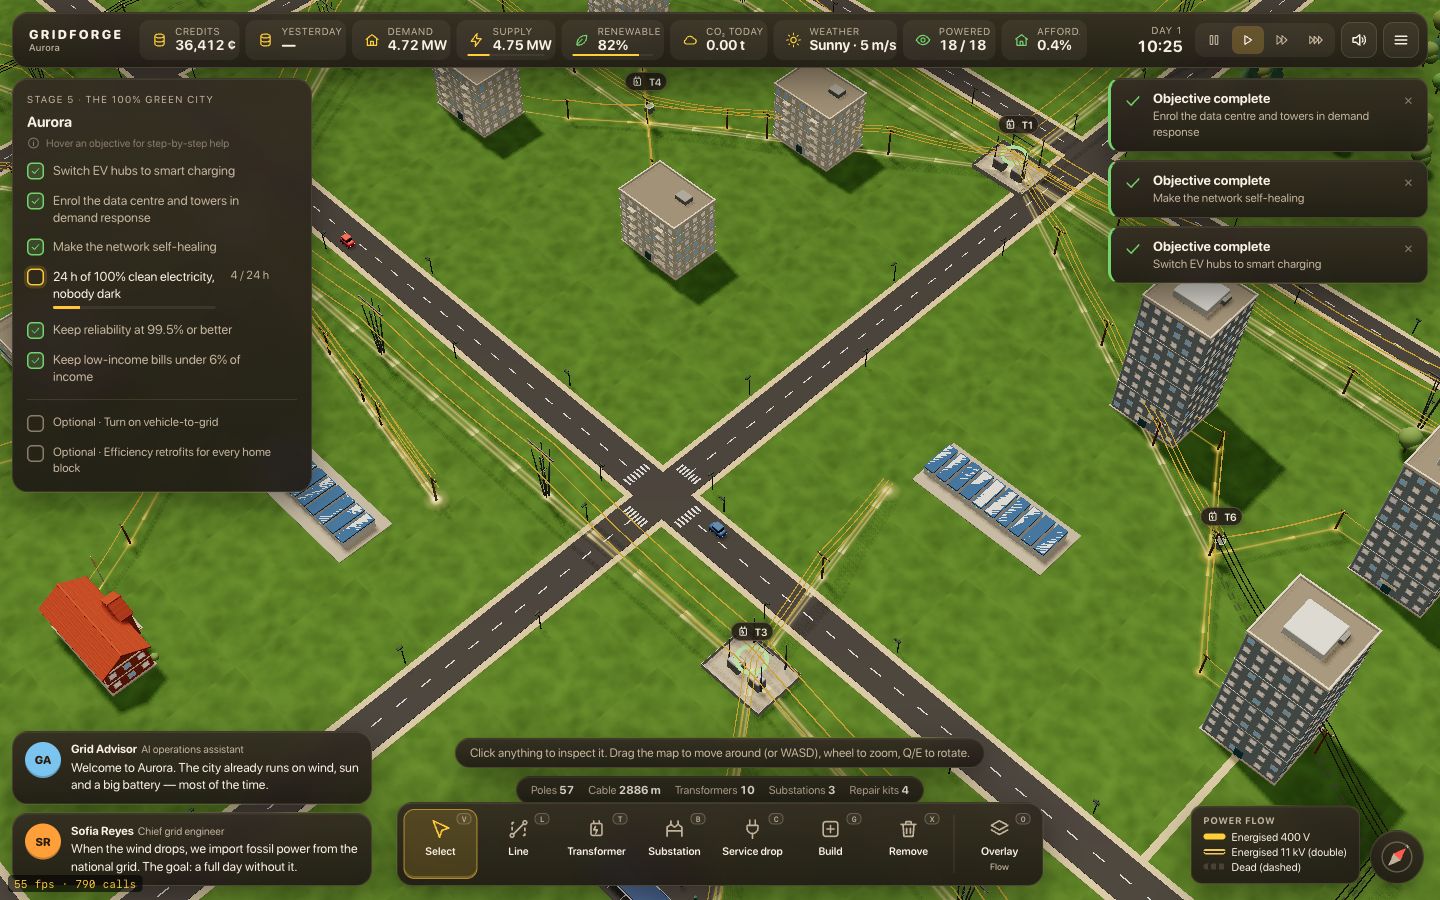 GRIDFORGE
Aurora
CREDITS
36,412 ¢
YESTERDAY
—
DEMAND
4.72 MW
SUPPLY
4.75 MW
RENEWABLE
82%
CO₂ TODAY
0.00 t
WEATHER
Sunny · 5 m/s
POWERED
18 / 18
AFFORD.
0.4%
DAY 1
10:25
STAGE 5 · THE 100% GREEN CITY
Aurora
Hover an objective for step-by-step help
Switch EV hubs to smart charging
Enrol the data centre and towers in
demand response
Make the network self-healing
24 h of 100% clean electricity,
nobody dark
4 / 24 h
Keep reliability at 99.5% or better
Keep low-income bills under 6% of
income
Optional · Turn on vehicle-to-grid
Optional · Efficiency retrofits for every home
block
T4
T1
T6
T3
Objective complete
Enrol the data centre and towers in demand
response
Objective complete
Make the network self-healing
Objective complete
Switch EV hubs to smart charging
GA
Grid Advisor AI operations assistant
Welcome to Aurora. The city already runs on wind, sun
and a big battery — most of the time.
SR
Sofia Reyes Chief grid engineer
When the wind drops, we import fossil power from the
national grid. The goal: a full day without it.
55 fps · 790 calls
Click anything to inspect it. Drag the map to move around (or WASD), wheel to zoom, Q/E to rotate.
Poles 57 Cable 2886 m Transformers 10 Substations 3 Repair kits 4
V
Select
L
Line
T
Transformer
B
Substation
C
Service drop
G
Build
X
Remove
O
Overlay
Flow
POWER FLOW
Energised 400 V
Energised 11 kV (double)
Dead (dashed)